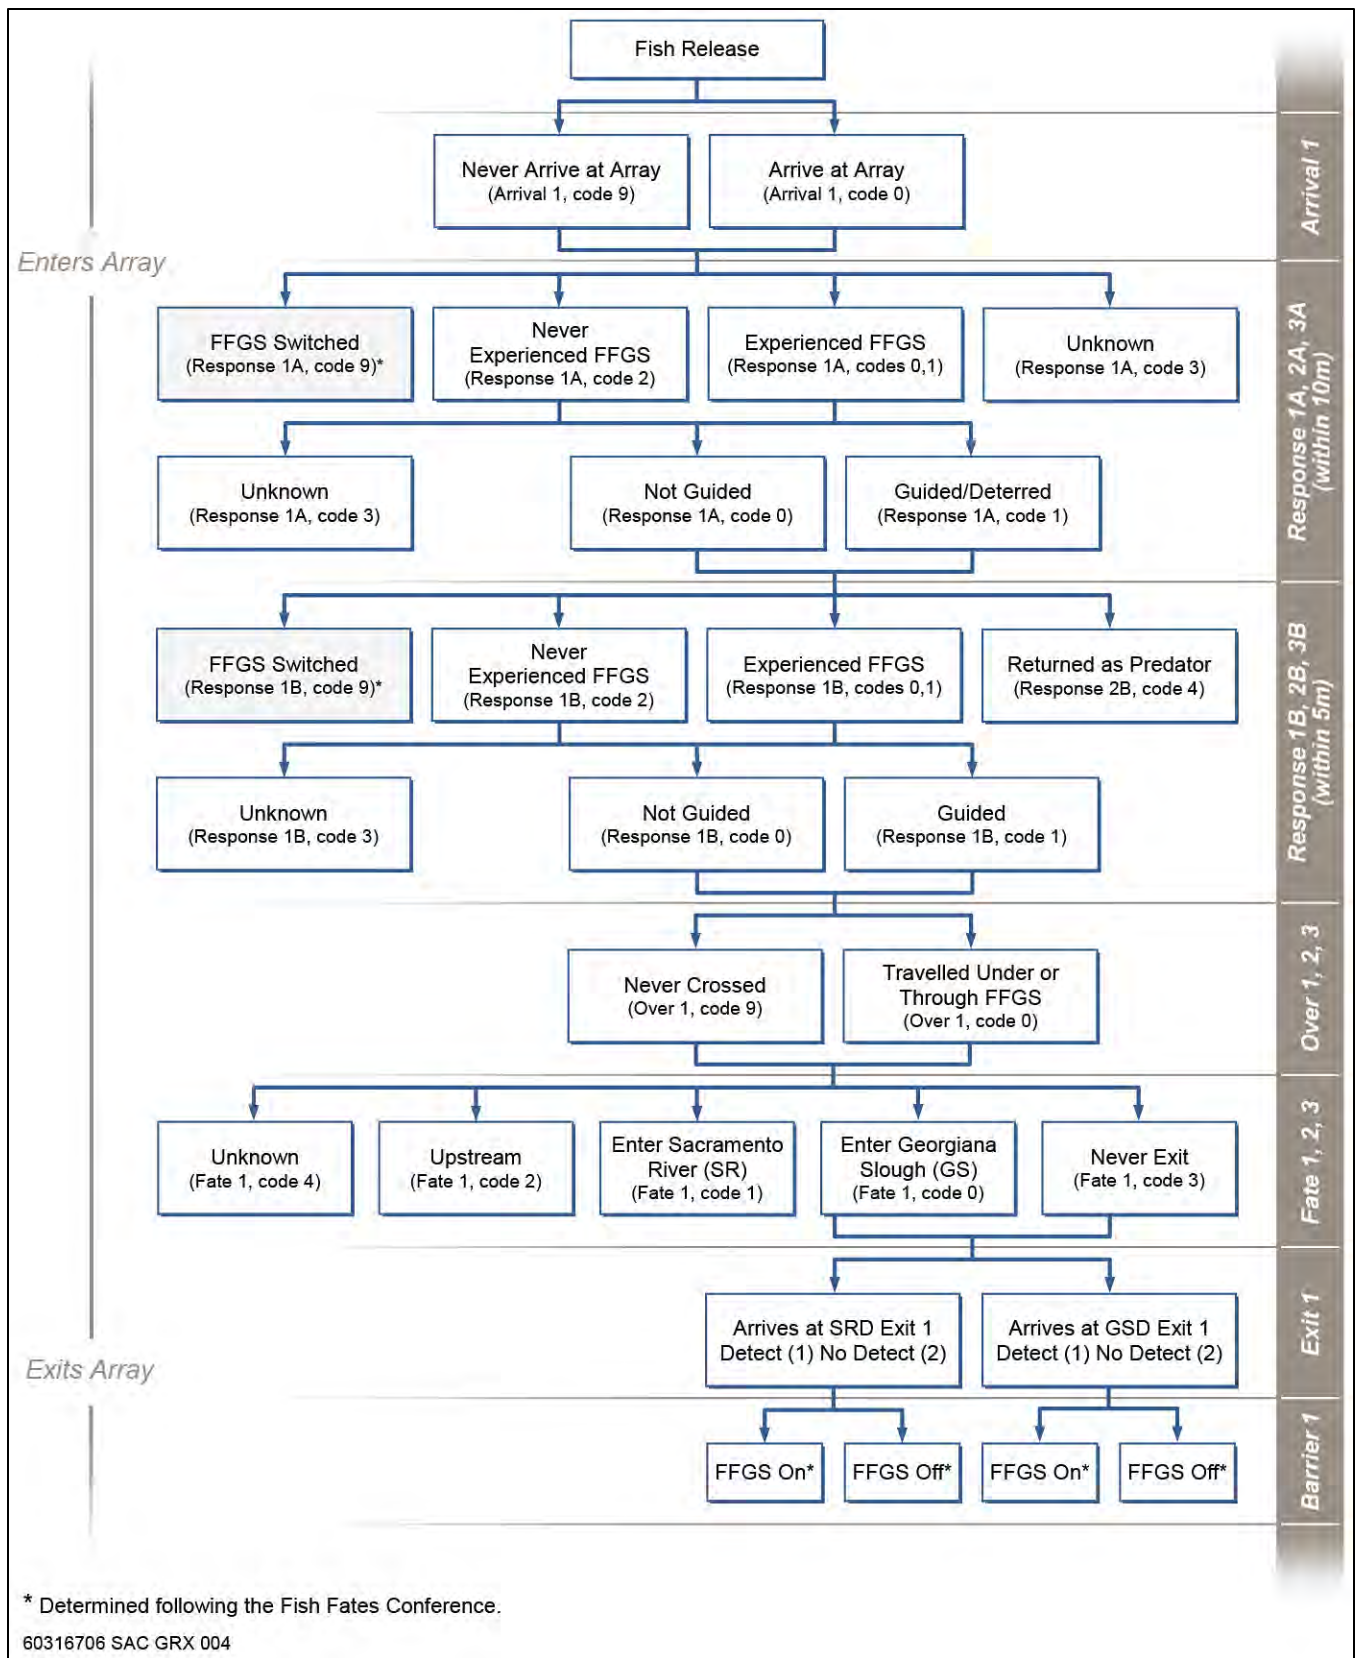 Fish Release
Never Arrive at Array
(Arrival 1, code 9)
Arrive at Array
(Arrival 1, code 0)
Arrival 1
Enters Array
FFGS Switched
(Response 1A, code 9)*
Never
Experienced FFGS
(Response 1A, code 2)
Experienced FFGS
(Response 1A, codes 0,1)
Unknown
(Response 1A, code 3)
Response 1A, 2A, 3A
(within 10m)
Unknown
(Response 1A, code 3)
Not Guided
(Response 1A, code 0)
Guided/Deterred
(Response 1A, code 1)
FFGS Switched
(Response 1B, code 9)*
Never
Experienced FFGS
(Response 1B, code 2)
Experienced FFGS
(Response 1B, codes 0,1)
Returned as Predator
(Response 2B, code 4)
Response 1B, 2B, 3B
(within 5m)
Unknown
(Response 1B, code 3)
Not Guided
(Response 1B, code 0)
Guided
(Response 1B, code 1)
Never Crossed
(Over 1, code 9)
Travelled Under or
Through FFGS
(Over 1, code 0)
Over 1, 2, 3
Unknown
(Fate 1, code 4)
Upstream
(Fate 1, code 2)
Enter Sacramento
River (SR)
(Fate 1, code 1)
Enter Georgiana
Slough (GS)
(Fate 1, code 0)
Never Exit
(Fate 1, code 3)
Fate 1, 2, 3
Arrives at SRD Exit 1
Detect (1) No Detect (2)
Arrives at GSD Exit 1
Detect (1) No Detect (2)
Exit 1
Exits Array
FFGS On*
FFGS Off*
FFGS On*
FFGS Off*
Barrier 1
* Determined following the Fish Fates Conference.
60316706 SAC GRX 004